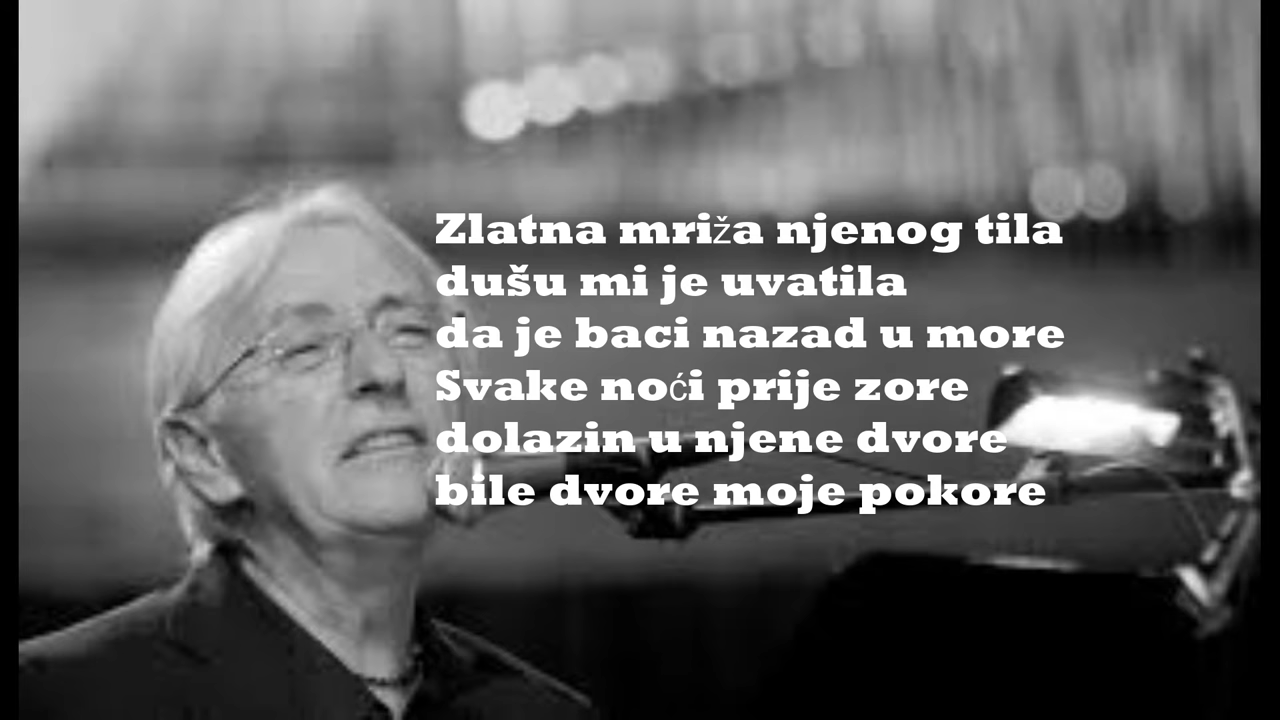 Zlatna mriža njenog tila
dušu mi je uvatila
da je baci nazad u more
Svake noći prije zore
dolazin u njene dvore
bile dvore moje pokore